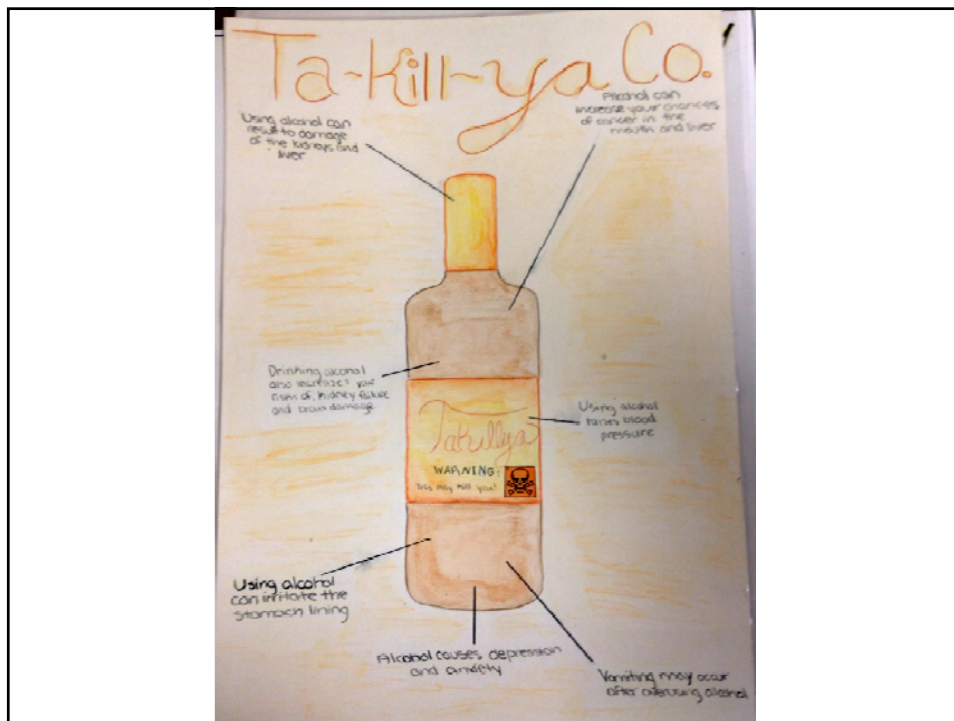 Ta-Kill-ya Co.
Using alcohol can
result to damage
of the kidneys and
liver
Alcohol can
increase your chances
of cancer in the
mouth and liver
Drinking alcohol
also increases your
risks of kidney failure
and brain damage
Using alcohol
raises blood
pressure
Takillya
WARNING:
this may kill you!
Using alcohol
can irritate the
stomach lining
Alcohol causes depression
and anxiety
Vomiting may occur
after overusing alcohol